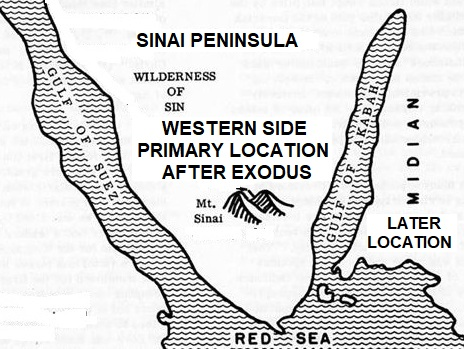 SINAI PENINSULA
WILDERNESS
OF
SIN
WESTERN SIDE
PRIMARY LOCATION
AFTER EXODUS
Mt.
Sinai
GULF OF SUEZ
GULF OF AKABAH
MIDIAN
LATER
LOCATION
RED SEA